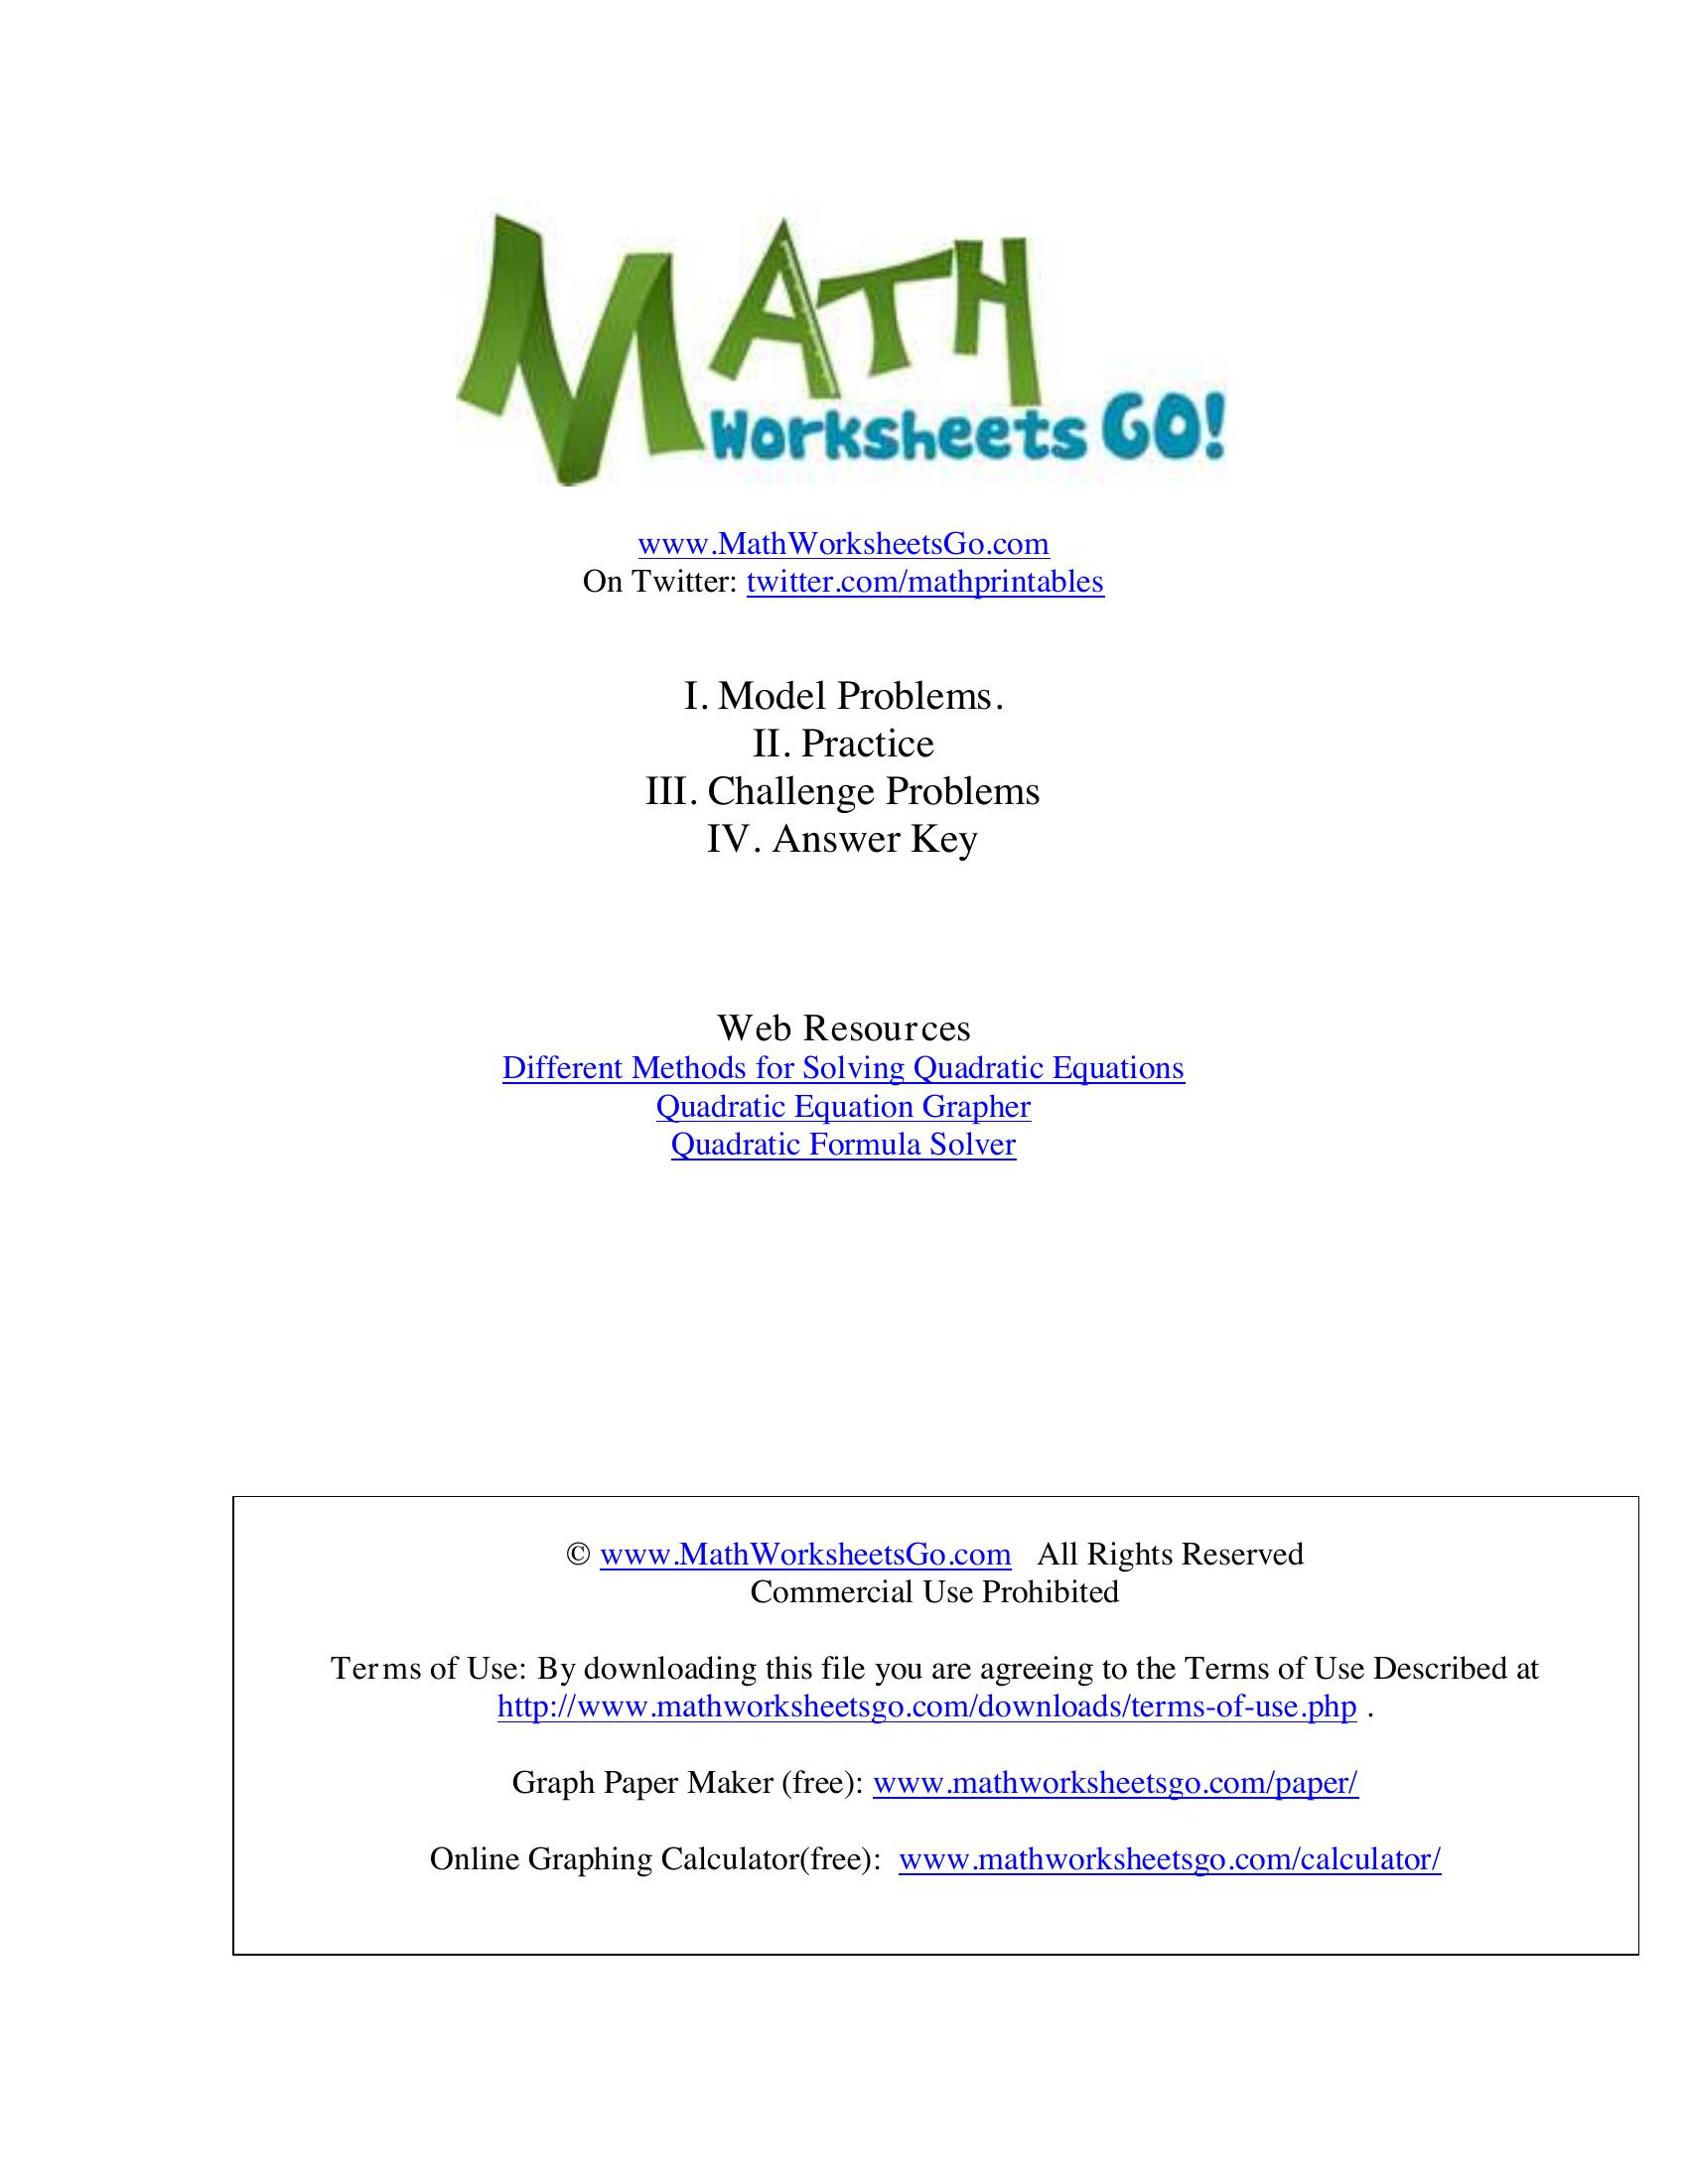 MATH
Worksheets GO!
www.MathWorksheetsGo.com
On Twitter: twitter.com/mathprintables
I. Model Problems.
II. Practice
III. Challenge Problems
IV. Answer Key
Web Resources
Different Methods for Solving Quadratic Equations
Quadratic Equation Grapher
Quadratic Formula Solver
© www.MathWorksheetsGo.com All Rights Reserved
Commercial Use Prohibited
Terms of Use: By downloading this file you are agreeing to the Terms of Use Described at
http://www.mathworksheetsgo.com/downloads/terms-of-use.php .
Graph Paper Maker (free): www.mathworksheetsgo.com/paper/
Online Graphing Calculator(free): www.mathworksheetsgo.com/calculator/